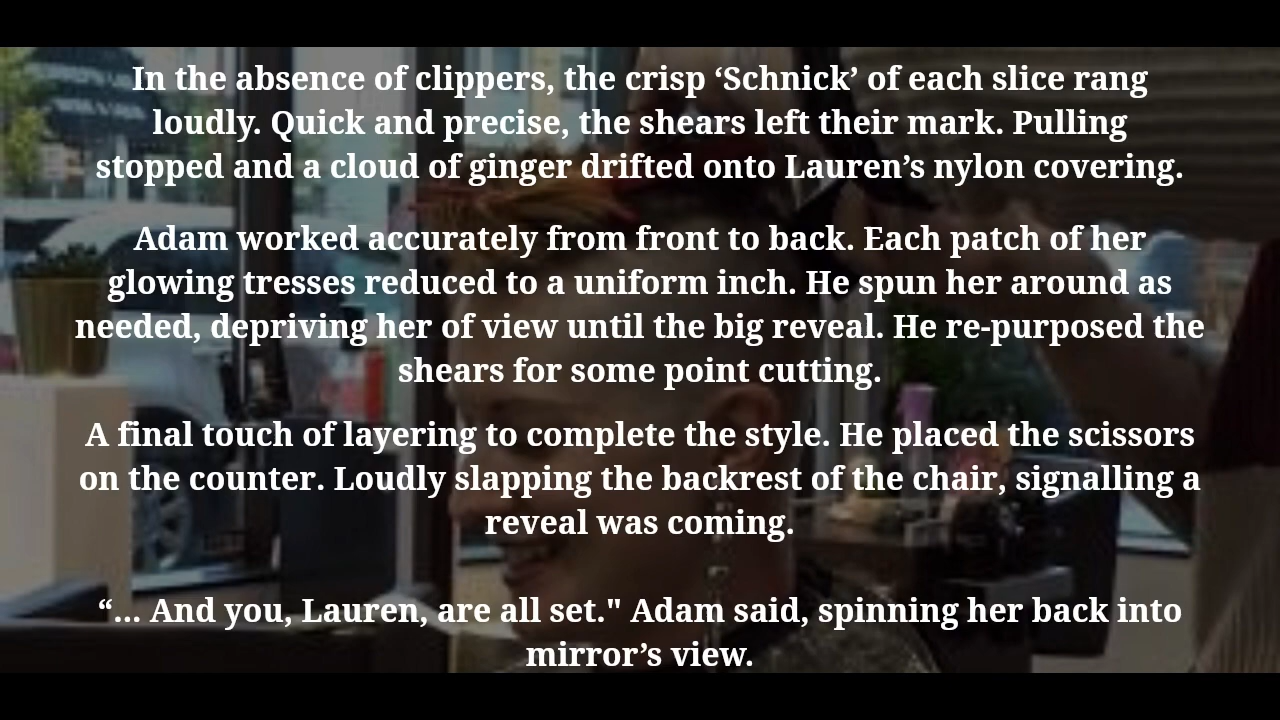 In the absence of clippers, the crisp ‘Schnick’ of each slice rang
loudly. Quick and precise, the shears left their mark. Pulling
stopped and a cloud of ginger drifted onto Lauren’s nylon covering.
Adam worked accurately from front to back. Each patch of her
glowing tresses reduced to a uniform inch. He spun her around as
needed, depriving her of view until the big reveal. He re-purposed the
shears for some point cutting.
A final touch of layering to complete the style. He placed the scissors
on the counter. Loudly slapping the backrest of the chair, signalling a
reveal was coming.
“... And you, Lauren, are all set." Adam said, spinning her back into
mirror’s view.